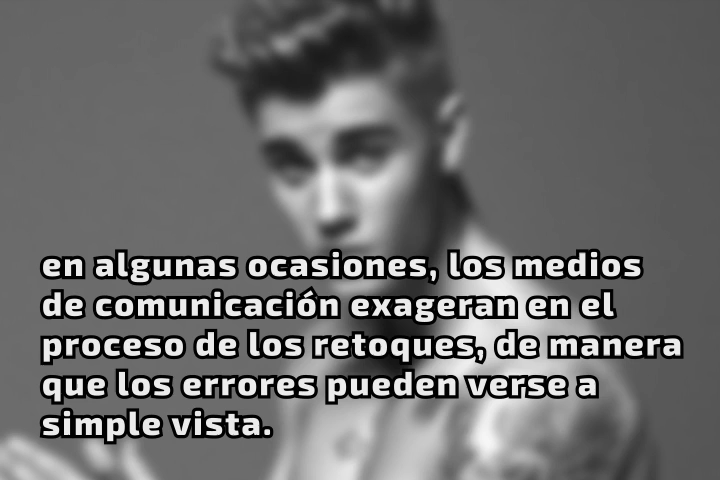 en algunas ocasiones, los medios
de comunicación exageran en el
proceso de los retoques, de manera
que los errores pueden verse a
simple vista.